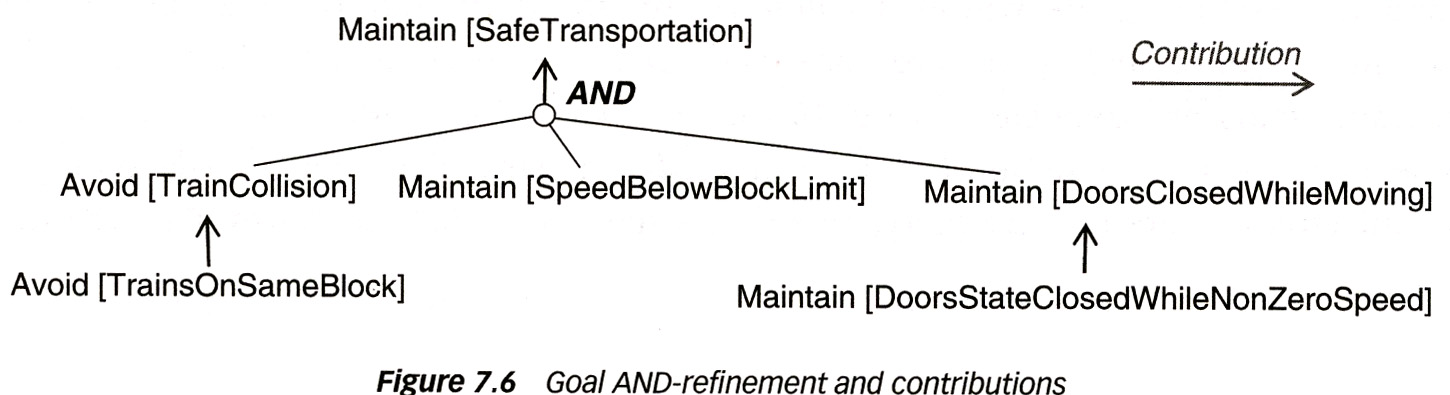 Maintain [SafeTransportation]
Contribution
AND
Avoid [TrainCollision]
Maintain [SpeedBelowBlockLimit]
Maintain [DoorsClosedWhileMoving]
Avoid [TrainsOnSameBlock]
Maintain [DoorsStateClosedWhileNonZeroSpeed]
Figure 7.6 Goal AND-refinement and contributions